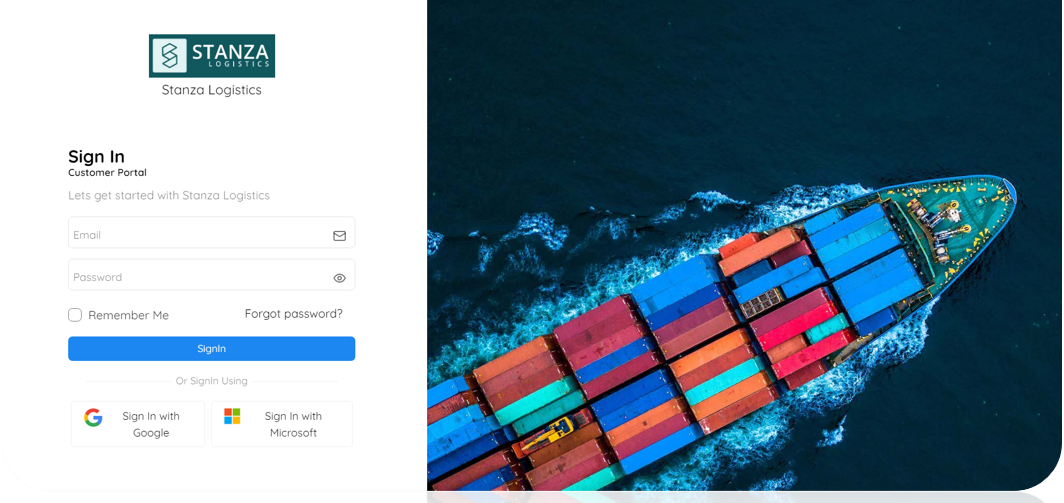 STANZA
LOGISTICS
Stanza Logistics
Sign In
Customer Portal
Lets get started with Stanza Logistics
Email
Password
Remember Me
Forgot password?
SignIn
Or SignIn Using
Sign In with
Google
Sign In with
Microsoft